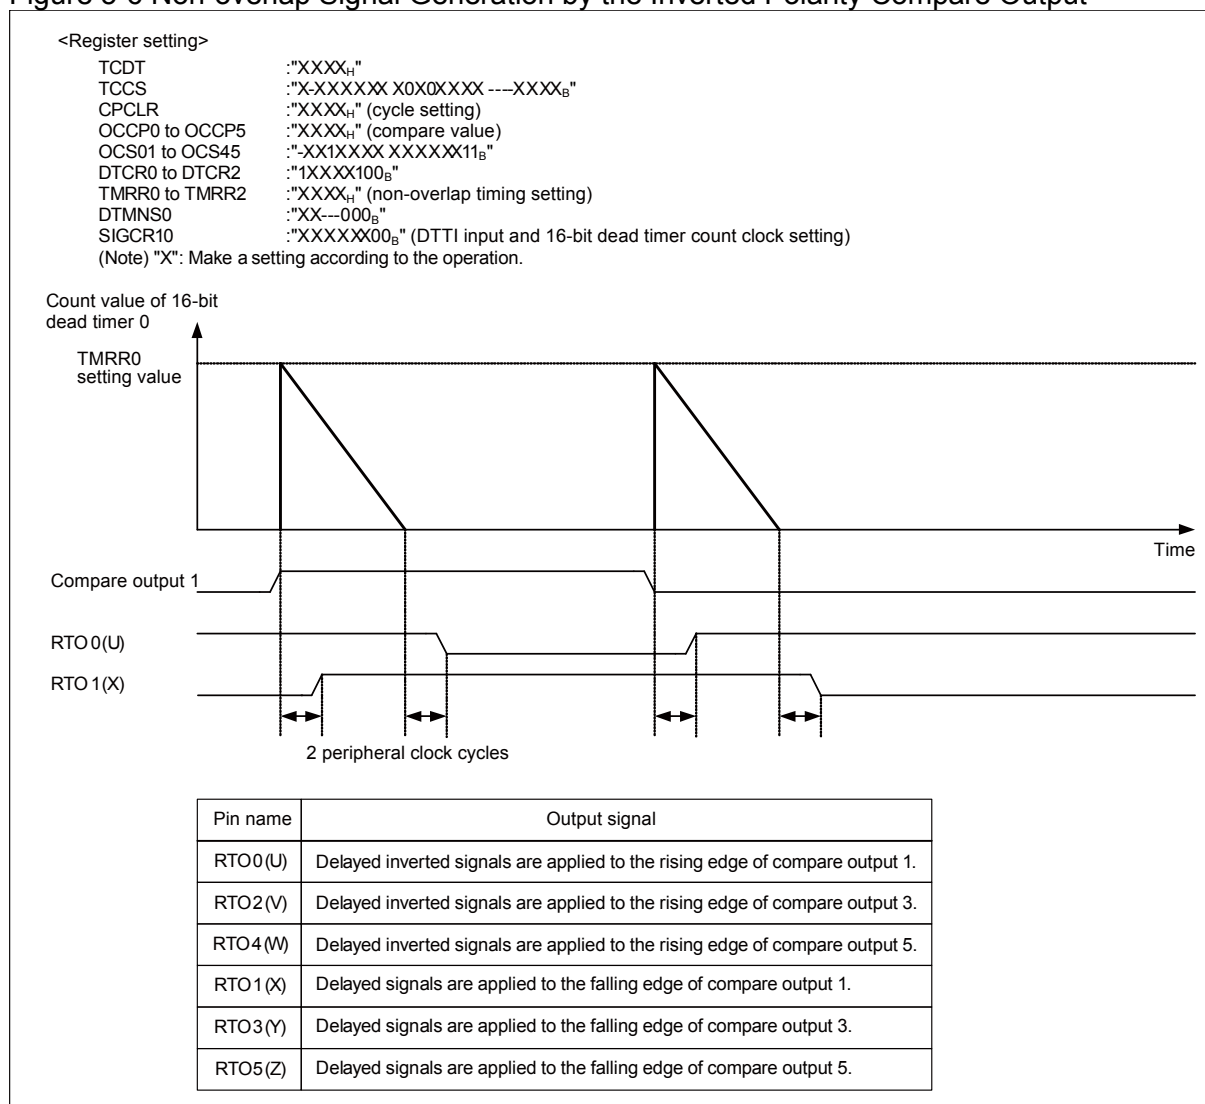 Figure 5-6 Non-overlap Signal Generation by the Inverted Polarity Compare Output
<Register setting>
TCDT :"XXXXH"
TCCS :"X-XXXXXX X0X0XXXX ----XXXXB"
CPCLR :"XXXXH" (cycle setting)
OCCP0 to OCCP5 :"XXXXH" (compare value)
OCS01 to OCS45 :"-XX1XXXX XXXXXX11B"
DTCR0 to DTCR2 :"1XXXX100B"
TMRR0 to TMRR2 :"XXXXH" (non-overlap timing setting)
DTMNS0 :"XX---000B"
SIGCR10 :"XXXXXX00B" (DTTI input and 16-bit dead timer count clock setting)
(Note) "X": Make a setting according to the operation.
Count value of 16-bit
dead timer 0
TMRR0
setting value
Time
Compare output 1
RTO0(U)
RTO1(X)
2 peripheral clock cycles
Pin name Output signal
RTO0(U) Delayed inverted signals are applied to the rising edge of compare output 1.
RTO2(V) Delayed inverted signals are applied to the rising edge of compare output 3.
RTO4(W) Delayed inverted signals are applied to the rising edge of compare output 5.
RTO1(X) Delayed signals are applied to the falling edge of compare output 1.
RTO3(Y) Delayed signals are applied to the falling edge of compare output 3.
RTO5(Z) Delayed signals are applied to the falling edge of compare output 5.